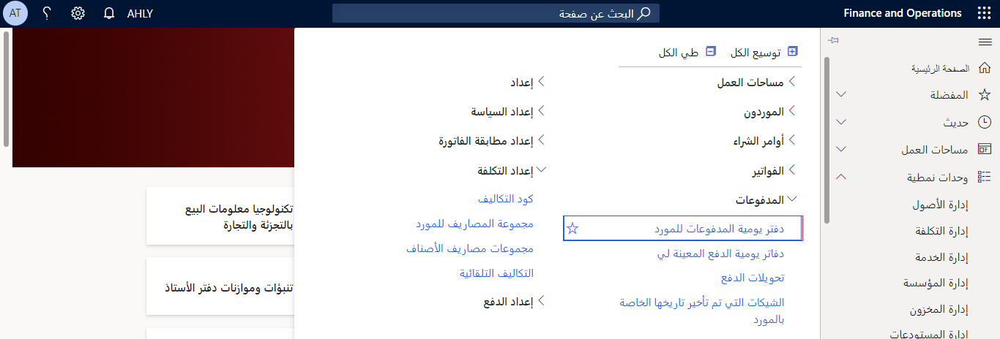 Finance and Operations
البحث عن صفحة
AHLY
AT
الصفحة الرئيسية
المفضلة
حديث
مساحات العمل
وحدات نمطية
إدارة الأصول
إدارة التكلفة
إدارة الخدمة
إدارة المؤسسة
إدارة المخزون
إدارة المستودعات
توسيع الكل
طي الكل
مساحات العمل
الموردون
أوامر الشراء
الفواتير
المدفوعات
دفتر يومية المدفوعات للمورد
دفاتر يومية الدفع المعينة لي
تحويلات الدفع
الشيكات التي تم تأخير تاريخها الخاصة
بالمورد
إعداد
إعداد السياسة
إعداد مطابقة الفاتورة
إعداد التكلفة
كود التكاليف
مجموعة المصاريف للمورد
مجموعات مصاريف الأصناف
التكاليف التلقائية
إعداد الدفع
تكنولوجيا معلومات البيع
بالتجزئة والتجارة
تنبؤات وموازنات دفتر الأستاذ